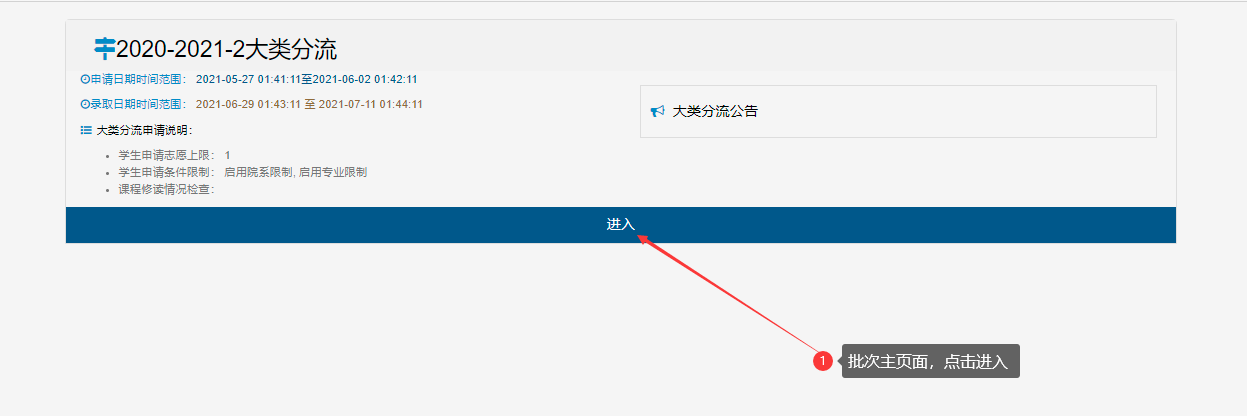 2020-2021-2大类分流
申请日期时间范围： 2021-05-27 01:41:11至2021-06-02 01:42:11
录取日期时间范围： 2021-06-29 01:43:11 至 2021-07-11 01:44:11
大类分流申请说明：
学生申请志愿上限： 1
学生申请条件限制： 启用院系限制, 启用专业限制
课程修读情况检查：
大类分流公告
进入
1 批次主页面，点击进入